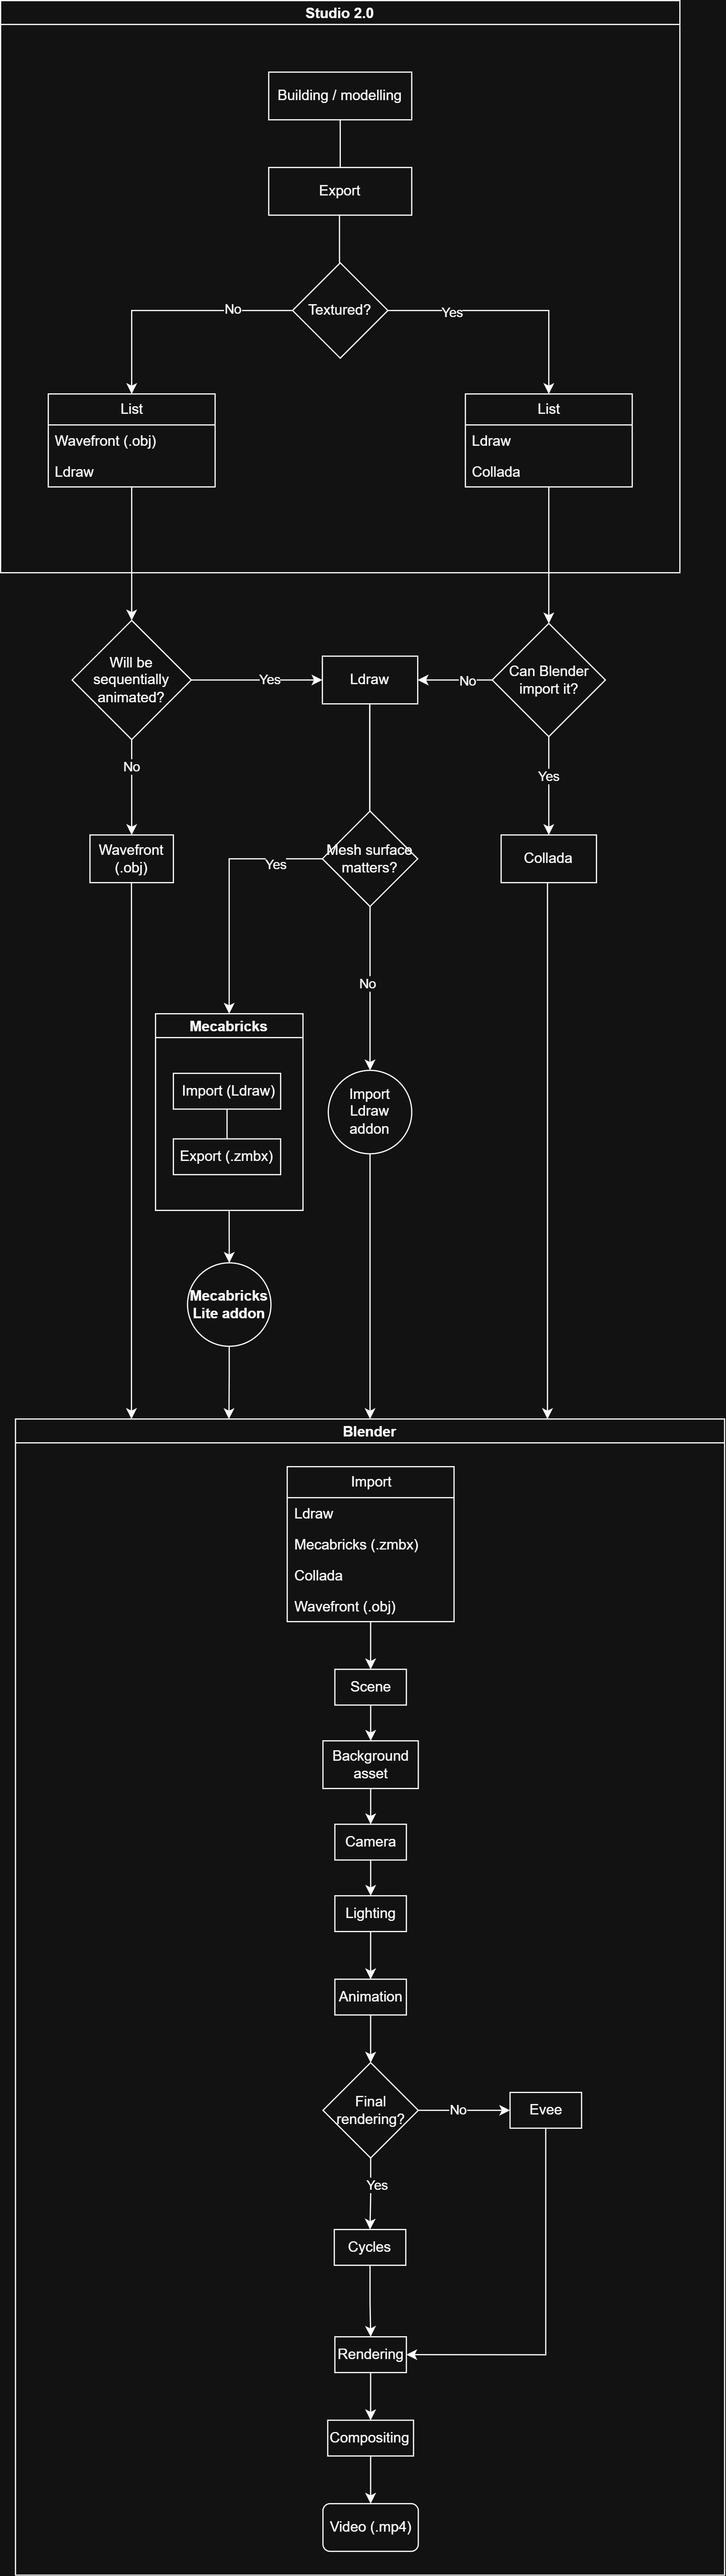 Studio 2.0
Building / modelling
Export
Textured?
No
Yes
List
Wavefront (.obj)
Ldraw
List
Ldraw
Collada
Will be
sequentially
animated?
Yes
Ldraw
No
Can Blender
import it?
No
Yes
Wavefront
(.obj)
Mesh surface
matters?
Collada
Yes
No
Mecabricks
Import (Ldraw)
Export (.zmbx)
Import
Ldraw
addon
Mecabricks
Lite addon
Blender
Import
Ldraw
Mecabricks (.zmbx)
Collada
Wavefront (.obj)
Scene
Background
asset
Camera
Lighting
Animation
Final
rendering?
No
Evee
Yes
Cycles
Rendering
Compositing
Video (.mp4)